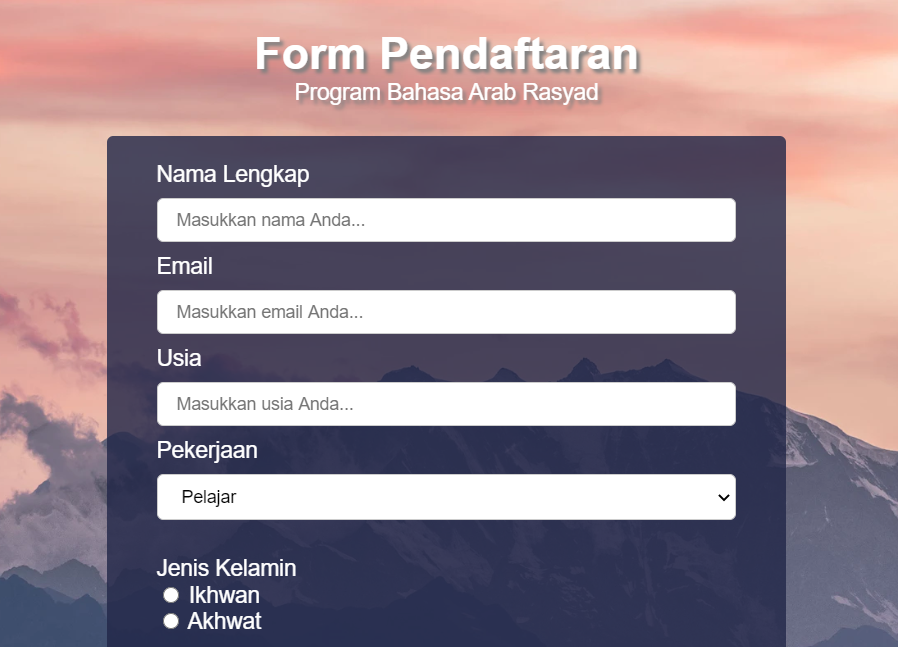 Form Pendaftaran
Program Bahasa Arab Rasyad
Nama Lengkap
Masukkan nama Anda...
Email
Masukkan email Anda...
Usia
Masukkan usia Anda...
Pekerjaan
Pelajar
Jenis Kelamin
Ikhwan
Akhwat